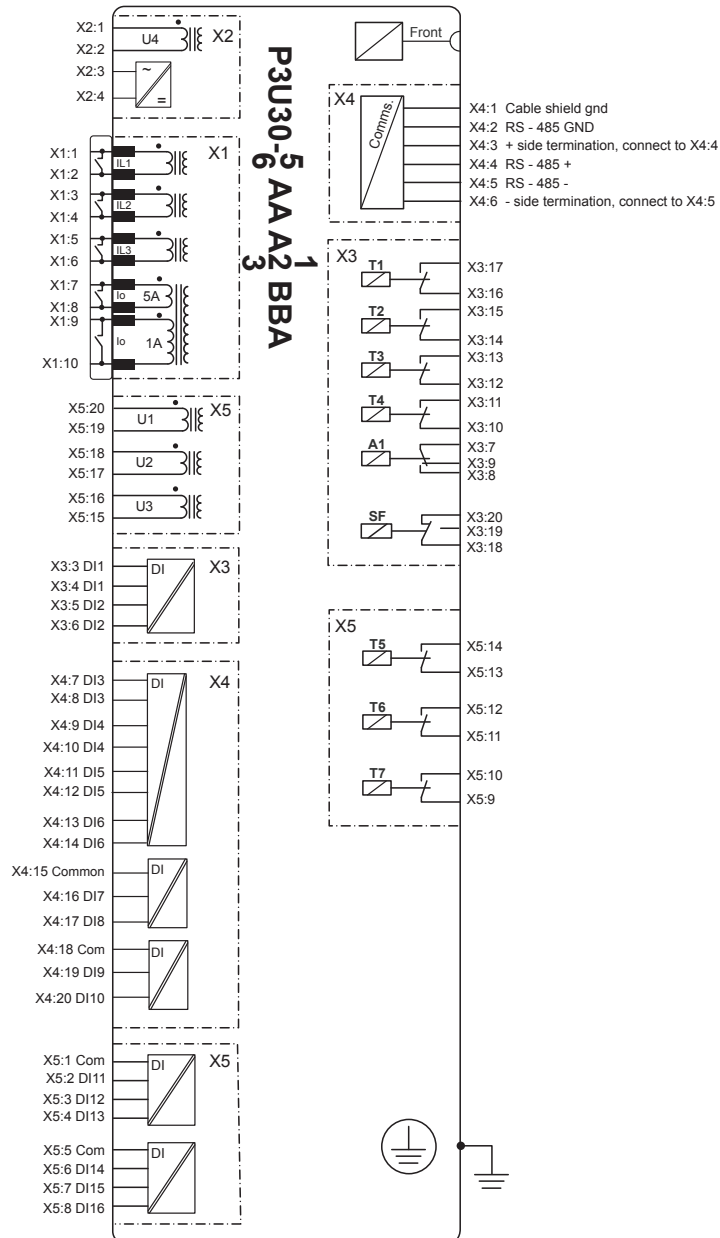 X2:1
X2:2
X2:3
X2:4
U4
X2
~
=
X1:1
X1:2
X1:3
X1:4
X1:5
X1:6
X1:7
X1:8
X1:9
X1:10
IL1
IL2
IL3
Io
5A
Io
1A
X1
X5:20
X5:19
X5:18
X5:17
X5:16
X5:15
U1
U2
U3
X5
X3:3 DI1
X3:4 DI1
X3:5 DI2
X3:6 DI2
DI
X3
X4:7 DI3
X4:8 DI3
X4:9 DI4
X4:10 DI4
X4:11 DI5
X4:12 DI5
X4:13 DI6
X4:14 DI6
DI
X4
X4:15 Common
X4:16 DI7
X4:17 DI8
DI
X4:18 Com
X4:19 DI9
X4:20 DI10
DI
X5:1 Com
X5:2 DI11
X5:3 DI12
X5:4 DI13
DI
X5
X5:5 Com
X5:6 DI14
X5:7 DI15
X5:8 DI16
DI
P3U30-5 AA A2 BBA
6
1
3
Front
X4
Comms.
X4:1 Cable shield gnd
X4:2 RS - 485 GND
X4:3 + side termination, connect to X4:4
X4:4 RS - 485 +
X4:5 RS - 485 -
X4:6 - side termination, connect to X4:5
X3
T1
X3:17
X3:16
T2
X3:15
X3:14
T3
X3:13
X3:12
T4
X3:11
X3:10
A1
X3:7
X3:9
X3:8
SF
X3:20
X3:19
X3:18
X5
T5
X5:14
X5:13
T6
X5:12
X5:11
T7
X5:10
X5:9